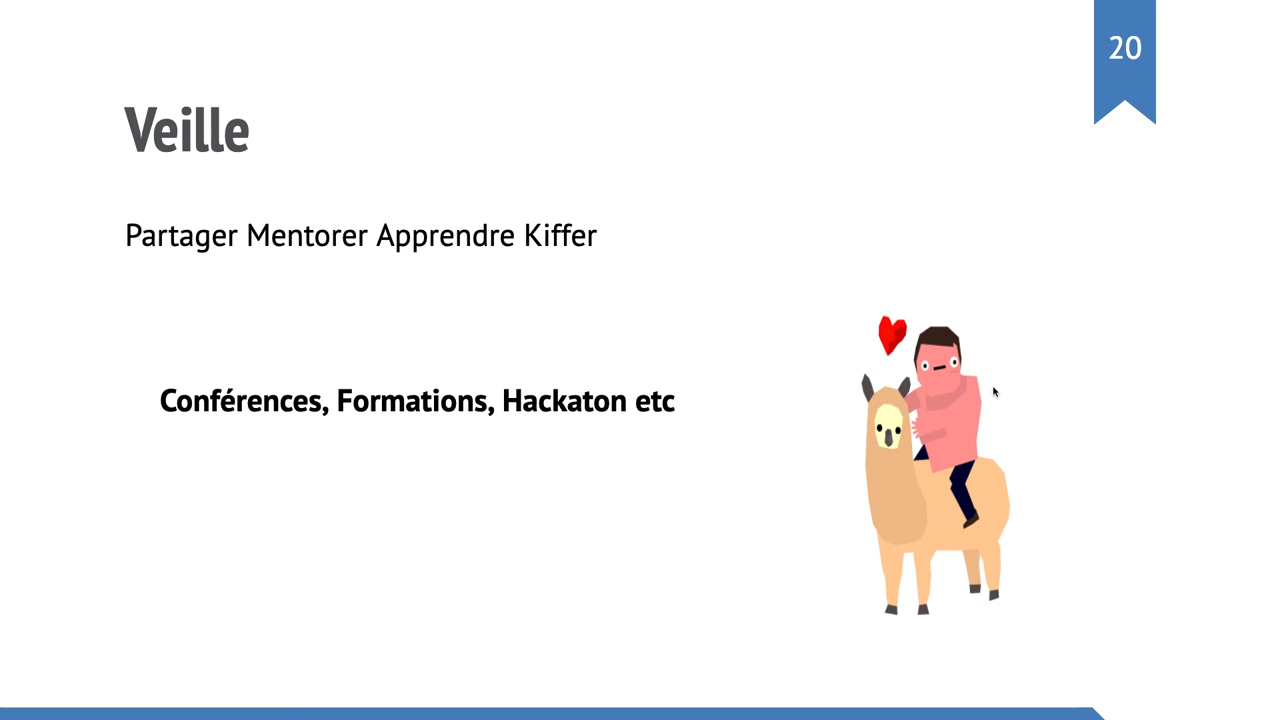 20
Veille
Partager Mentorer Apprendre Kiffer
Conférences, Formations, Hackaton etc